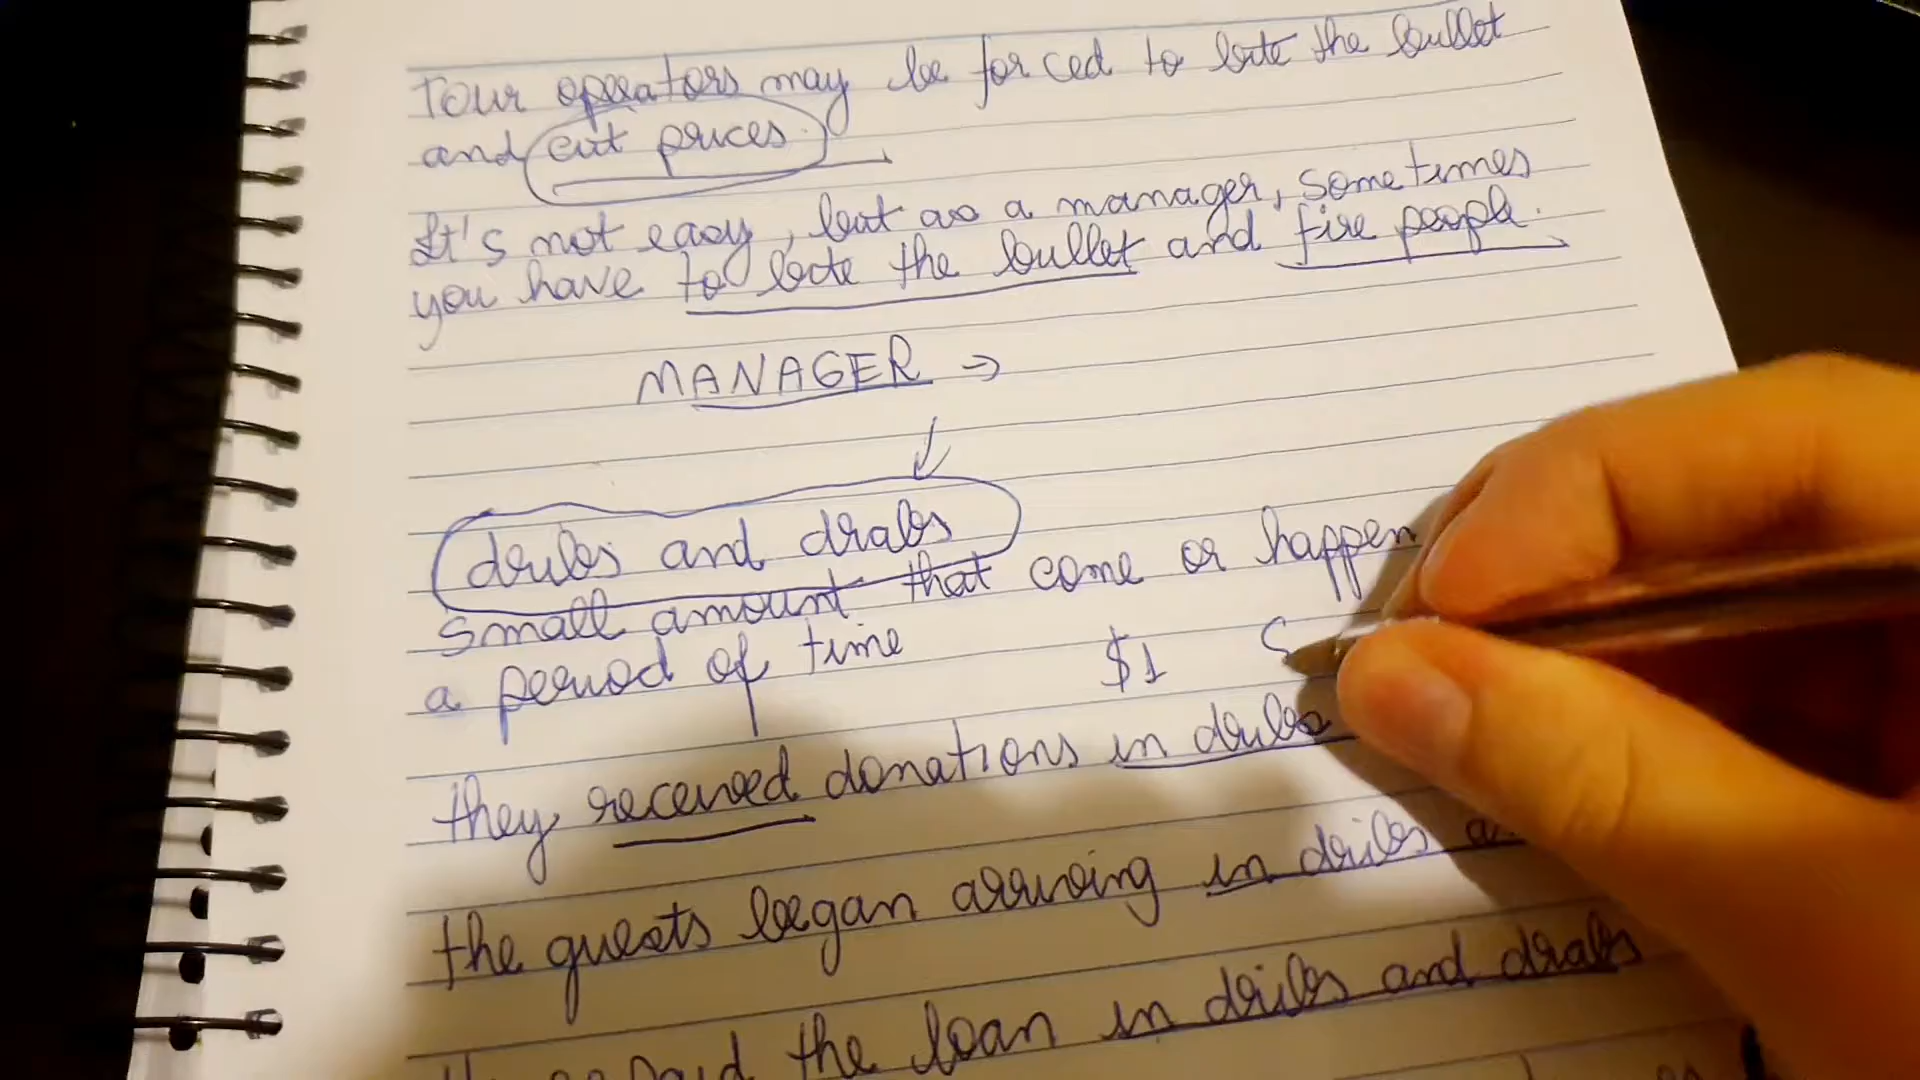 Tour operators may be forced to bite the bullet
and cut prices.
It's not easy, but as a manager, sometimes
you have to bite the bullet and fire people.
MANAGER →
dribs and drabs
small amount that come or happen
a period of time
$1
they received donations in dribs
the guests began arriving in dribs
the loan in dribs and drabs